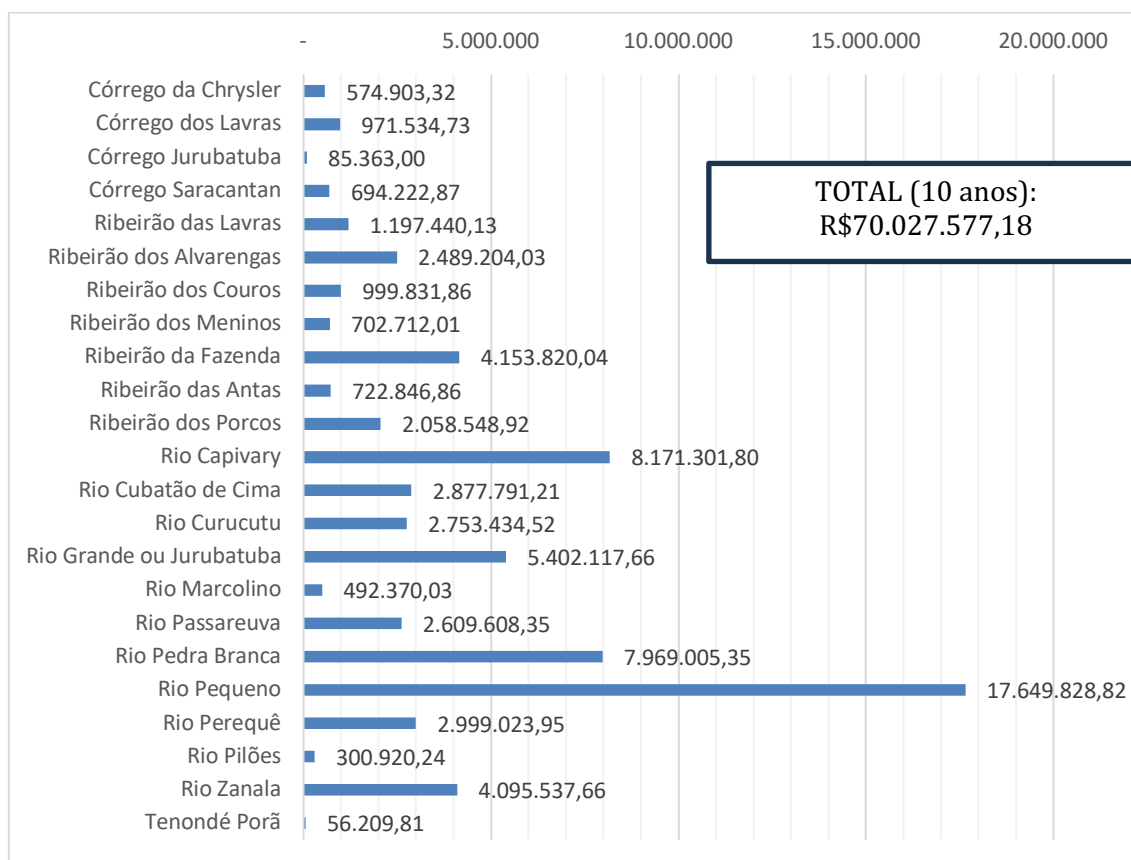 - 5.000.000 10.000.000 15.000.000 20.000.000
Córrego da Chrysler 574.903,32
Córrego dos Lavras 971.534,73
Córrego Jurubatuba 85.363,00
Córrego Saracantan 694.222,87
Ribeirão das Lavras 1.197.440,13
Ribeirão dos Alvarengas 2.489.204,03
Ribeirão dos Couros 999.831,86
Ribeirão dos Meninos 702.712,01
Ribeirão da Fazenda 4.153.820,04
Ribeirão das Antas 722.846,86
Ribeirão dos Porcos 2.058.548,92
Rio Capivary 8.171.301,80
Rio Cubatão de Cima 2.877.791,21
Rio Curucutu 2.753.434,52
Rio Grande ou Jurubatuba 5.402.117,66
Rio Marcolino 492.370,03
Rio Passareuva 2.609.608,35
Rio Pedra Branca 7.969.005,35
Rio Pequeno 17.649.828,82
Rio Perequê 2.999.023,95
Rio Pilões 300.920,24
Rio Zanala 4.095.537,66
Tenondé Porã 56.209,81
TOTAL (10 anos):
R$70.027.577,18